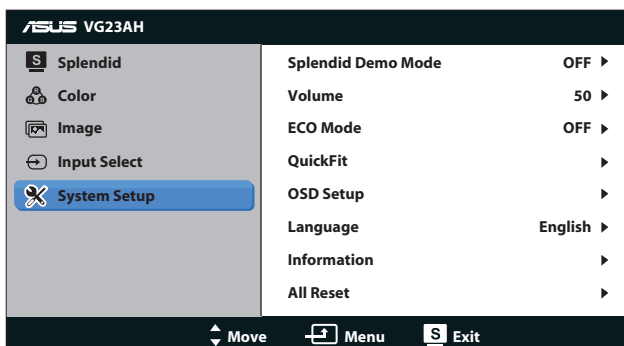 ASUS VG23AH
S Splendid
Color
Image
Input Select
System Setup
Splendid Demo Mode OFF
Volume 50
ECO Mode OFF
QuickFit
OSD Setup
Language English
Information
All Reset
Move Menu S Exit